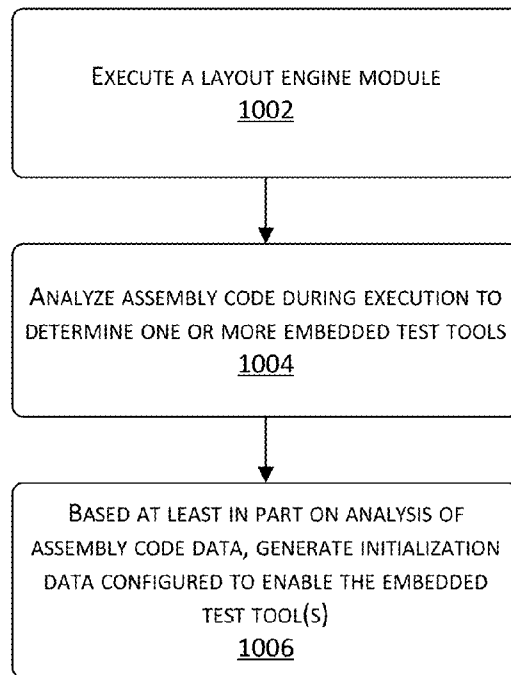 EXECUTE A LAYOUT ENGINE MODULE
1002
ANALYZE ASSEMBLY CODE DURING EXECUTION TO
DETERMINE ONE OR MORE EMBEDDED TEST TOOLS
1004
BASED AT LEAST IN PART ON ANALYSIS OF
ASSEMBLY CODE DATA, GENERATE INITIALIZATION
DATA CONFIGURED TO ENABLE THE EMBEDDED
TEST TOOL(S)
1006